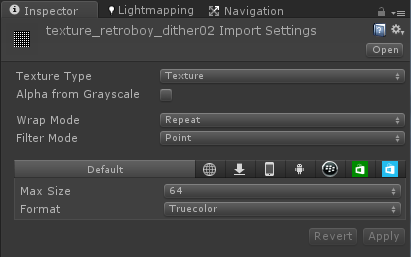 Inspector Lightmapping Navigation
texture_retroboy_dither02 Import Settings
Open
Texture Type Texture
Alpha from Grayscale
Wrap Mode Repeat
Filter Mode Point
Default
Max Size 64
Format Truecolor
Revert Apply